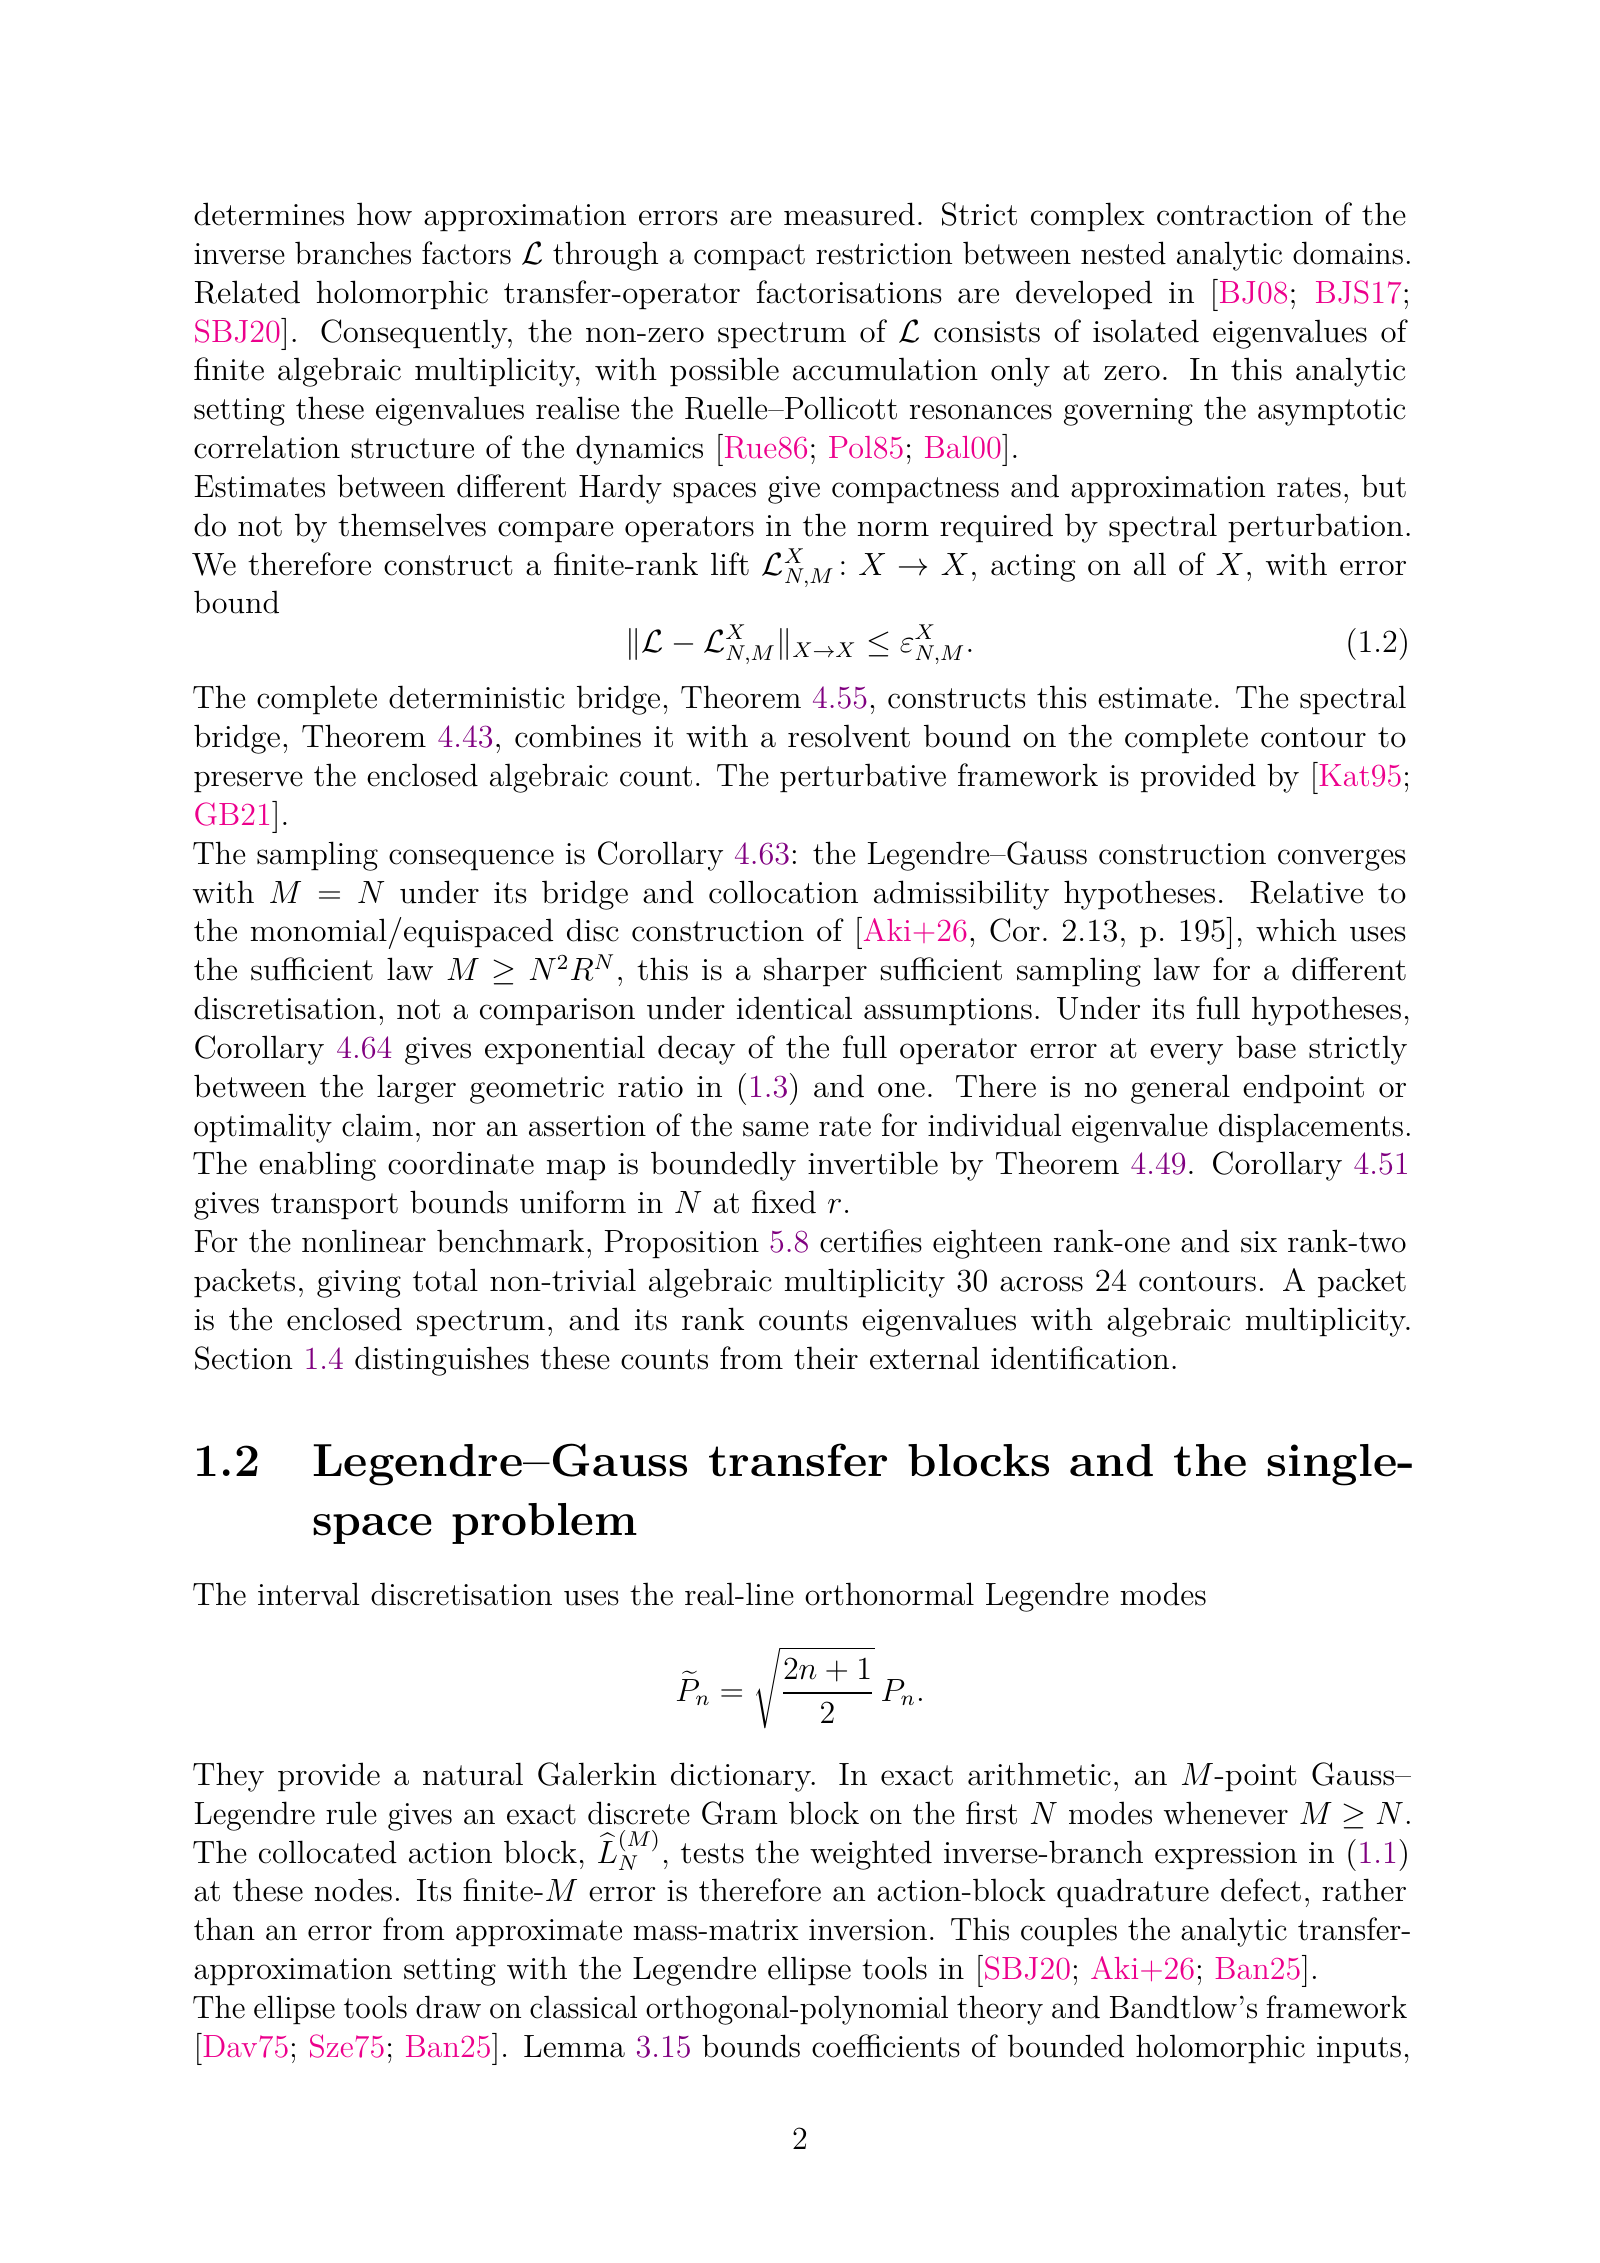 determines how approximation errors are measured. Strict complex contraction of the
inverse branches factors ℒ through a compact restriction between nested analytic domains.
Related holomorphic transfer-operator factorisations are developed in [BJ08; BJS17;
SBJ20]. Consequently, the non-zero spectrum of ℒ consists of isolated eigenvalues of
finite algebraic multiplicity, with possible accumulation only at zero. In this analytic
setting these eigenvalues realise the Ruelle–Pollicott resonances governing the asymptotic
correlation structure of the dynamics [Rue86; Pol85; Bal00].
Estimates between different Hardy spaces give compactness and approximation rates, but
do not by themselves compare operators in the norm required by spectral perturbation.
We therefore construct a finite-rank lift ℒ^X_{N,M} : X → X, acting on all of X, with error
bound
‖ℒ − ℒ^X_{N,M}‖_{X→X} ≤ ε^X_{N,M}. (1.2)
The complete deterministic bridge, Theorem 4.55, constructs this estimate. The spectral
bridge, Theorem 4.43, combines it with a resolvent bound on the complete contour to
preserve the enclosed algebraic count. The perturbative framework is provided by [Kat95;
GB21].
The sampling consequence is Corollary 4.63: the Legendre–Gauss construction converges
with M = N under its bridge and collocation admissibility hypotheses. Relative to
the monomial/equispaced disc construction of [Aki+26, Cor. 2.13, p. 195], which uses
the sufficient law M ≥ N²R^N, this is a sharper sufficient sampling law for a different
discretisation, not a comparison under identical assumptions. Under its full hypotheses,
Corollary 4.64 gives exponential decay of the full operator error at every base strictly
between the larger geometric ratio in (1.3) and one. There is no general endpoint or
optimality claim, nor an assertion of the same rate for individual eigenvalue displacements.
The enabling coordinate map is boundedly invertible by Theorem 4.49. Corollary 4.51
gives transport bounds uniform in N at fixed r.
For the nonlinear benchmark, Proposition 5.8 certifies eighteen rank-one and six rank-two
packets, giving total non-trivial algebraic multiplicity 30 across 24 contours. A packet
is the enclosed spectrum, and its rank counts eigenvalues with algebraic multiplicity.
Section 1.4 distinguishes these counts from their external identification.
1.2 Legendre–Gauss transfer blocks and the single-
space problem
The interval discretisation uses the real-line orthonormal Legendre modes
P̃_n = √((2n + 1)/2) P_n.
They provide a natural Galerkin dictionary. In exact arithmetic, an M-point Gauss–
Legendre rule gives an exact discrete Gram block on the first N modes whenever M ≥ N.
The collocated action block, L̂_N^{(M)}, tests the weighted inverse-branch expression in (1.1)
at these nodes. Its finite-M error is therefore an action-block quadrature defect, rather
than an error from approximate mass-matrix inversion. This couples the analytic transfer-
approximation setting with the Legendre ellipse tools in [SBJ20; Aki+26; Ban25].
The ellipse tools draw on classical orthogonal-polynomial theory and Bandtlow's framework
[Dav75; Sze75; Ban25]. Lemma 3.15 bounds coefficients of bounded holomorphic inputs,
2